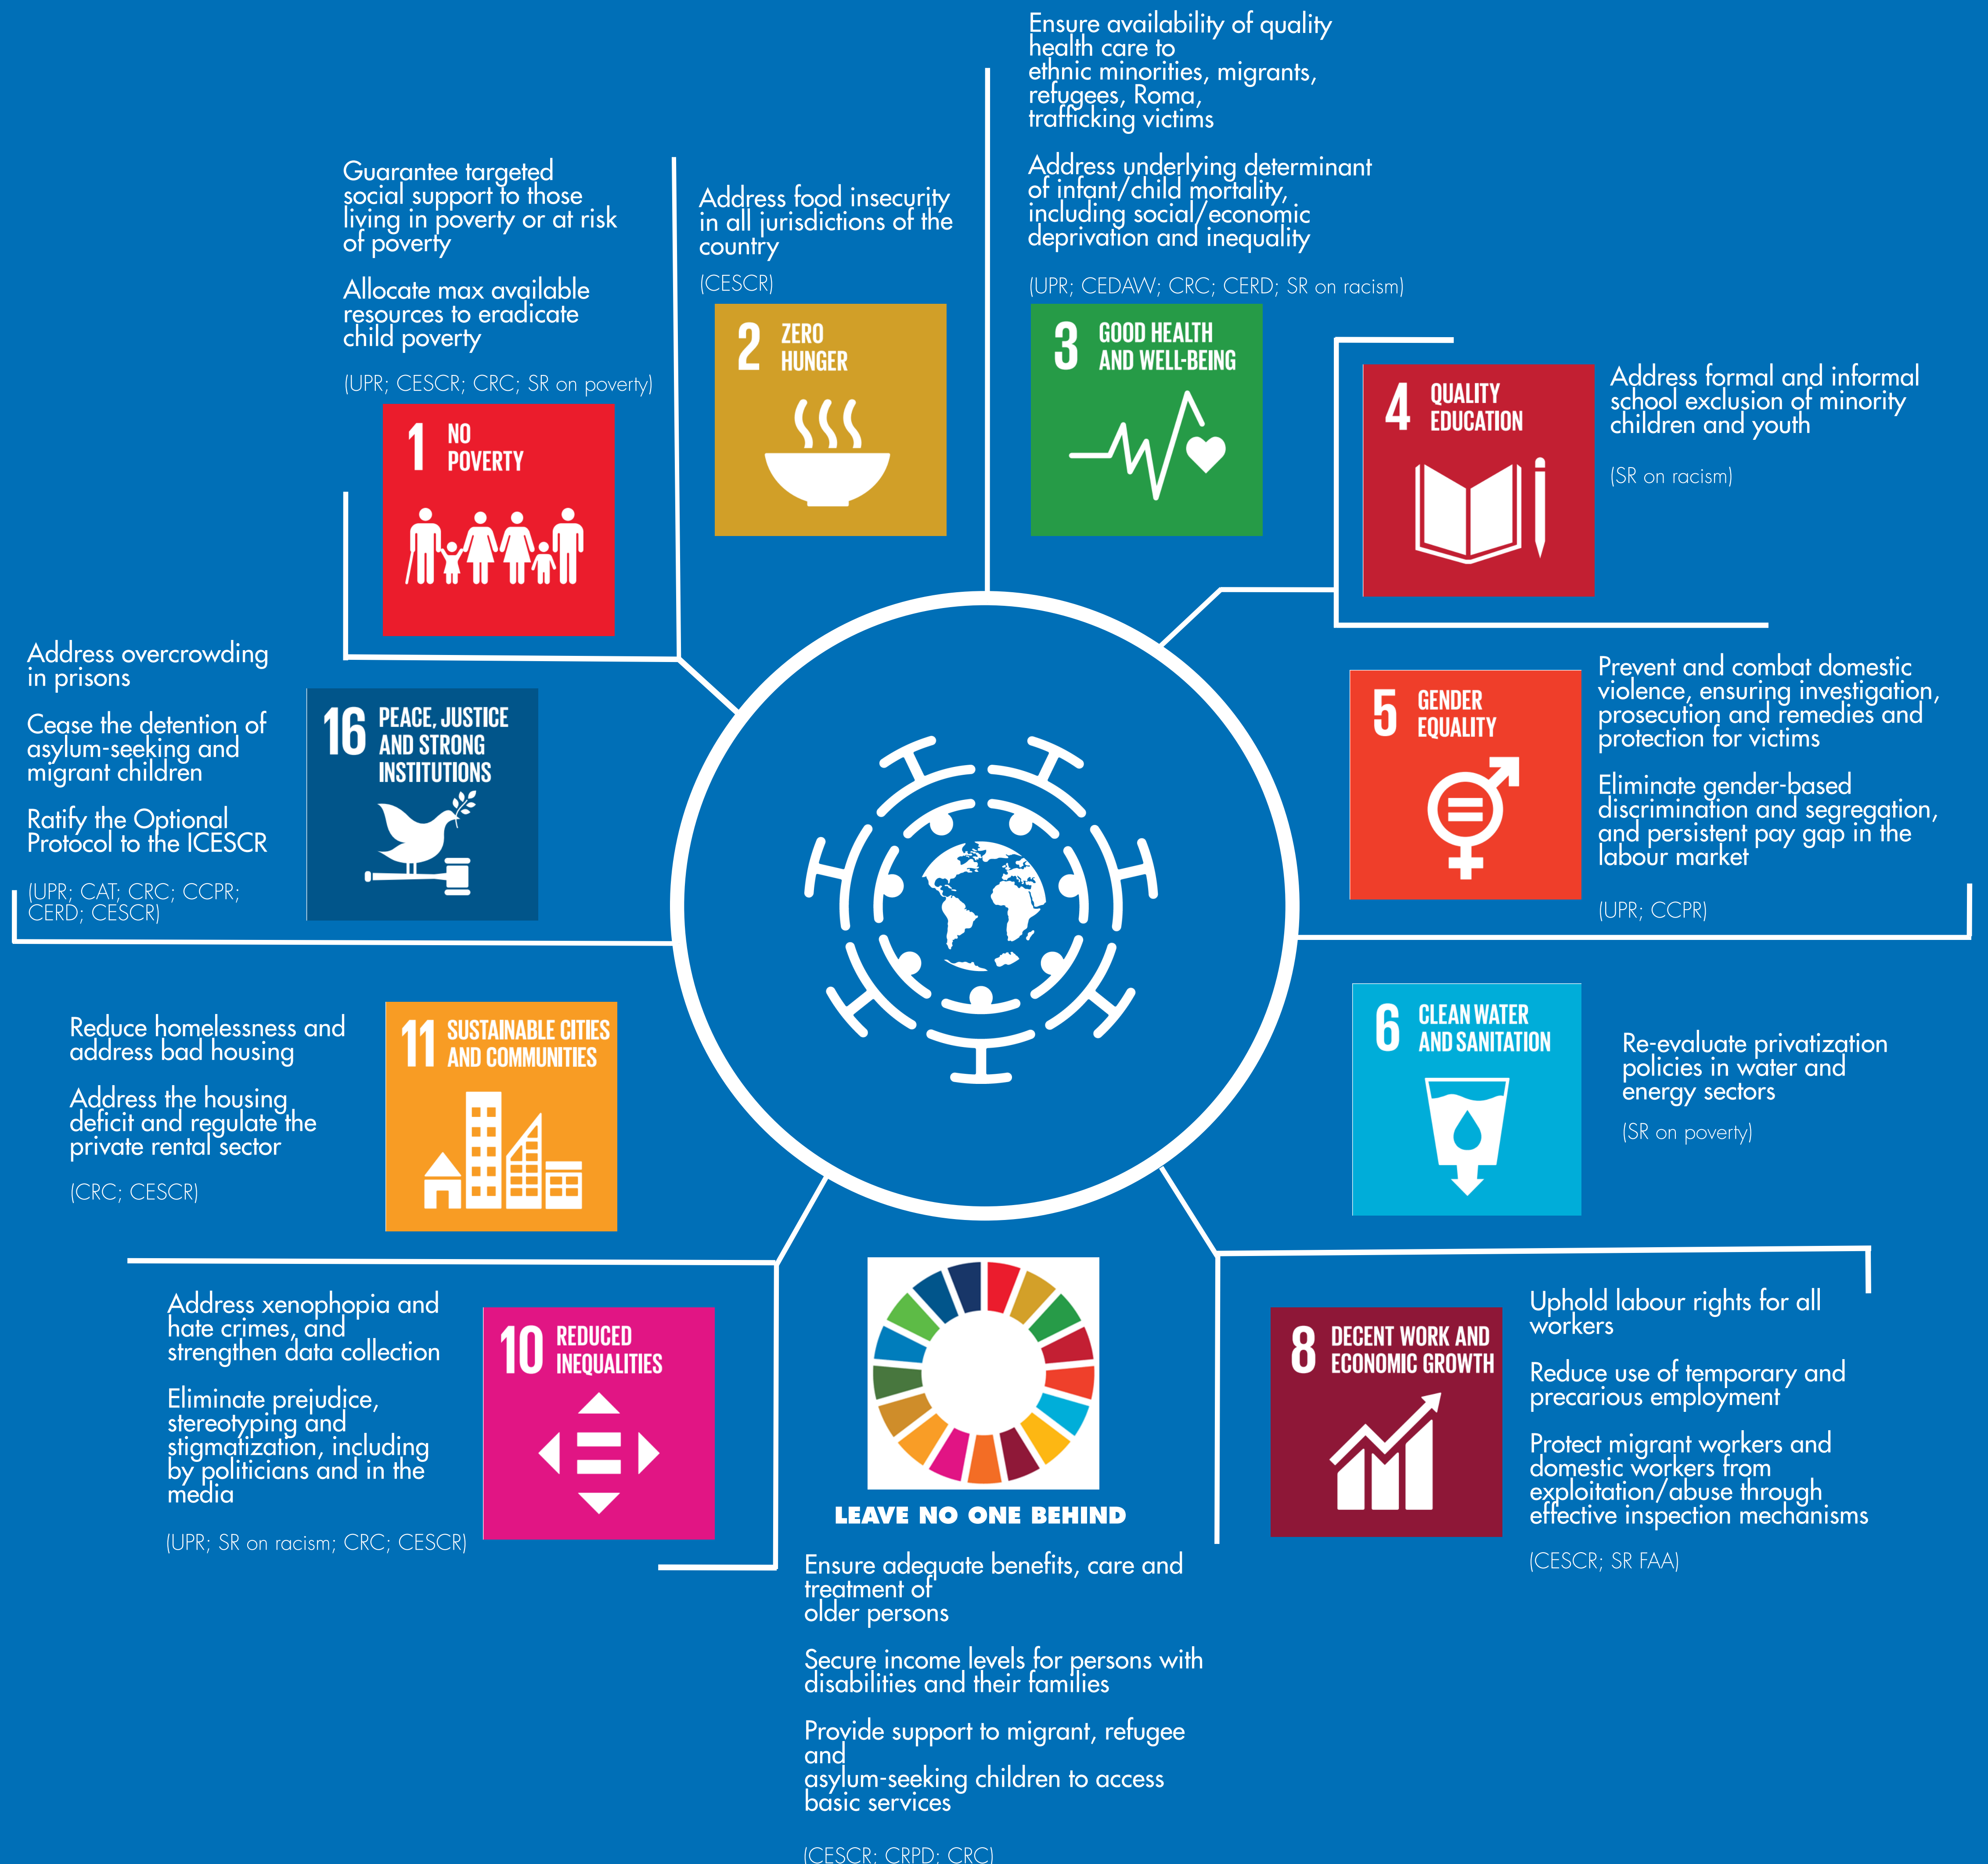 Guarantee targeted
social support to those
living in poverty or at risk
of poverty
Allocate max available
resources to eradicate
child poverty
(UPR; CESCR; CRC; SR on poverty)
1 NO
POVERTY
Address food insecurity
in all jurisdictions of the
country
(CESCR)
2 ZERO
HUNGER
Ensure availability of quality
health care to
ethnic minorities, migrants,
refugees, Roma,
trafficking victims
Address underlying determinant
of infant/child mortality,
including social/economic
deprivation and inequality
(UPR; CEDAW; CRC; CERD; SR on racism)
3 GOOD HEALTH
AND WELL-BEING
4 QUALITY
EDUCATION
Address formal and informal
school exclusion of minority
children and youth
(SR on racism)
5 GENDER
EQUALITY
Prevent and combat domestic
violence, ensuring investigation,
prosecution and remedies and
protection for victims
Eliminate gender-based
discrimination and segregation,
and persistent pay gap in the
labour market
(UPR; CCPR)
6 CLEAN WATER
AND SANITATION
Re-evaluate privatization
policies in water and
energy sectors
(SR on poverty)
8 DECENT WORK AND
ECONOMIC GROWTH
Uphold labour rights for all
workers
Reduce use of temporary and
precarious employment
Protect migrant workers and
domestic workers from
exploitation/abuse through
effective inspection mechanisms
(CESCR; SR FAA)
LEAVE NO ONE BEHIND
Ensure adequate benefits, care and
treatment of
older persons
Secure income levels for persons with
disabilities and their families
Provide support to migrant, refugee
and
asylum-seeking children to access
basic services
(CESCR; CRPD; CRC)
Address xenophopia and
hate crimes, and
strengthen data collection
Eliminate prejudice,
stereotyping and
stigmatization, including
by politicians and in the
media
(UPR; SR on racism; CRC; CESCR)
10 REDUCED
INEQUALITIES
Reduce homelessness and
address bad housing
Address the housing
deficit and regulate the
private rental sector
(CRC; CESCR)
11 SUSTAINABLE CITIES
AND COMMUNITIES
Address overcrowding
in prisons
Cease the detention of
asylum-seeking and
migrant children
Ratify the Optional
Protocol to the ICESCR
(UPR; CAT; CRC; CCPR;
CERD; CESCR)
16 PEACE, JUSTICE
AND STRONG
INSTITUTIONS